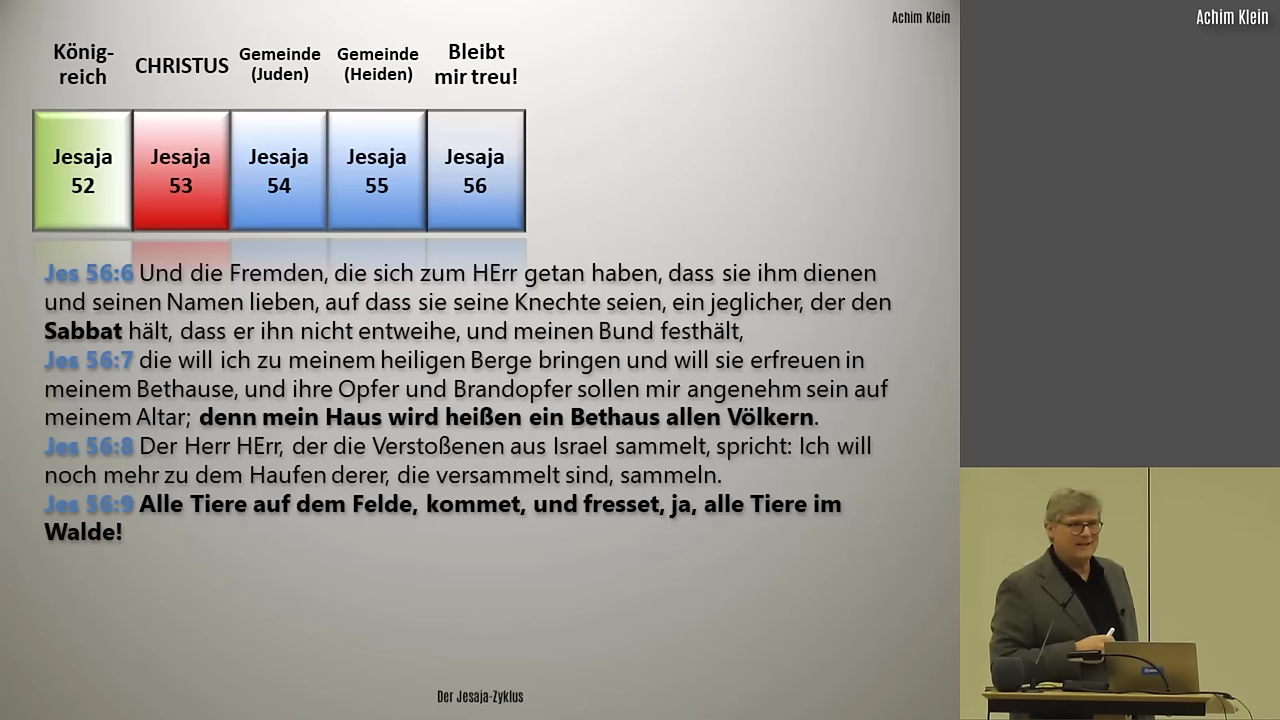 Achim Klein
Achim Klein
König-
reich
CHRISTUS
Gemeinde
(Juden)
Gemeinde
(Heiden)
Bleibt
mir treu!
Jesaja
52
Jesaja
53
Jesaja
54
Jesaja
55
Jesaja
56
Jes 56:6 Und die Fremden, die sich zum HErr getan haben, dass sie ihm dienen
und seinen Namen lieben, auf dass sie seine Knechte seien, ein jeglicher, der den
Sabbat hält, dass er ihn nicht entweihe, und meinen Bund festhält,
Jes 56:7 die will ich zu meinem heiligen Berge bringen und will sie erfreuen in
meinem Bethause, und ihre Opfer und Brandopfer sollen mir angenehm sein auf
meinem Altar; denn mein Haus wird heißen ein Bethaus allen Völkern.
Jes 56:8 Der Herr HErr, der die Verstoßenen aus Israel sammelt, spricht: Ich will
noch mehr zu dem Haufen derer, die versammelt sind, sammeln.
Jes 56:9 Alle Tiere auf dem Felde, kommet, und fresset, ja, alle Tiere im
Walde!
Der Jesaja-Zyklus